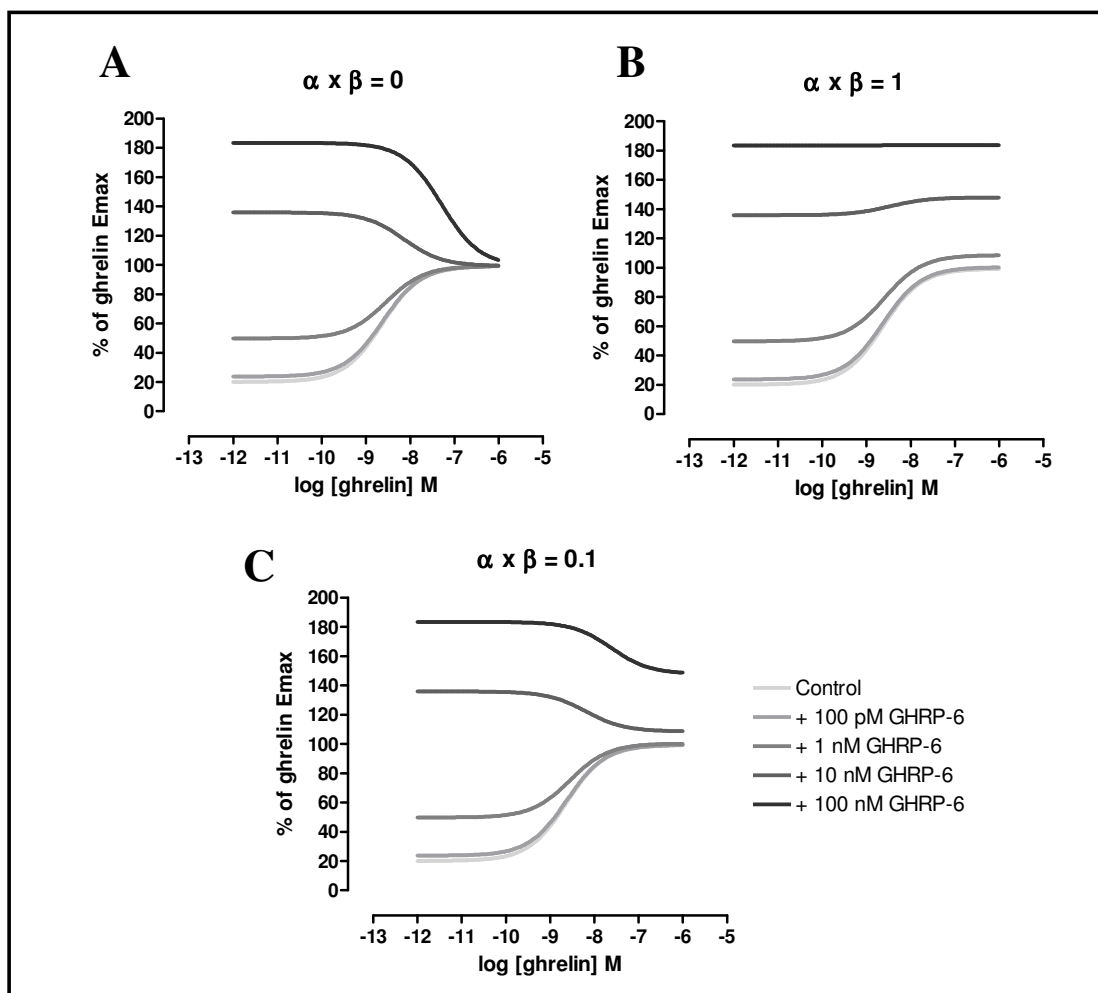 A
α x β = 0
% of ghrelin Emax
200
180
160
140
120
100
80
60
40
20
0
-13 -12 -11 -10 -9 -8 -7 -6 -5
log [ghrelin] M
B
α x β = 1
% of ghrelin Emax
200
180
160
140
120
100
80
60
40
20
0
-13 -12 -11 -10 -9 -8 -7 -6 -5
log [ghrelin] M
C
α x β = 0.1
% of ghrelin Emax
200
180
160
140
120
100
80
60
40
20
0
-13 -12 -11 -10 -9 -8 -7 -6 -5
log [ghrelin] M
Control
+ 100 pM GHRP-6
+ 1 nM GHRP-6
+ 10 nM GHRP-6
+ 100 nM GHRP-6